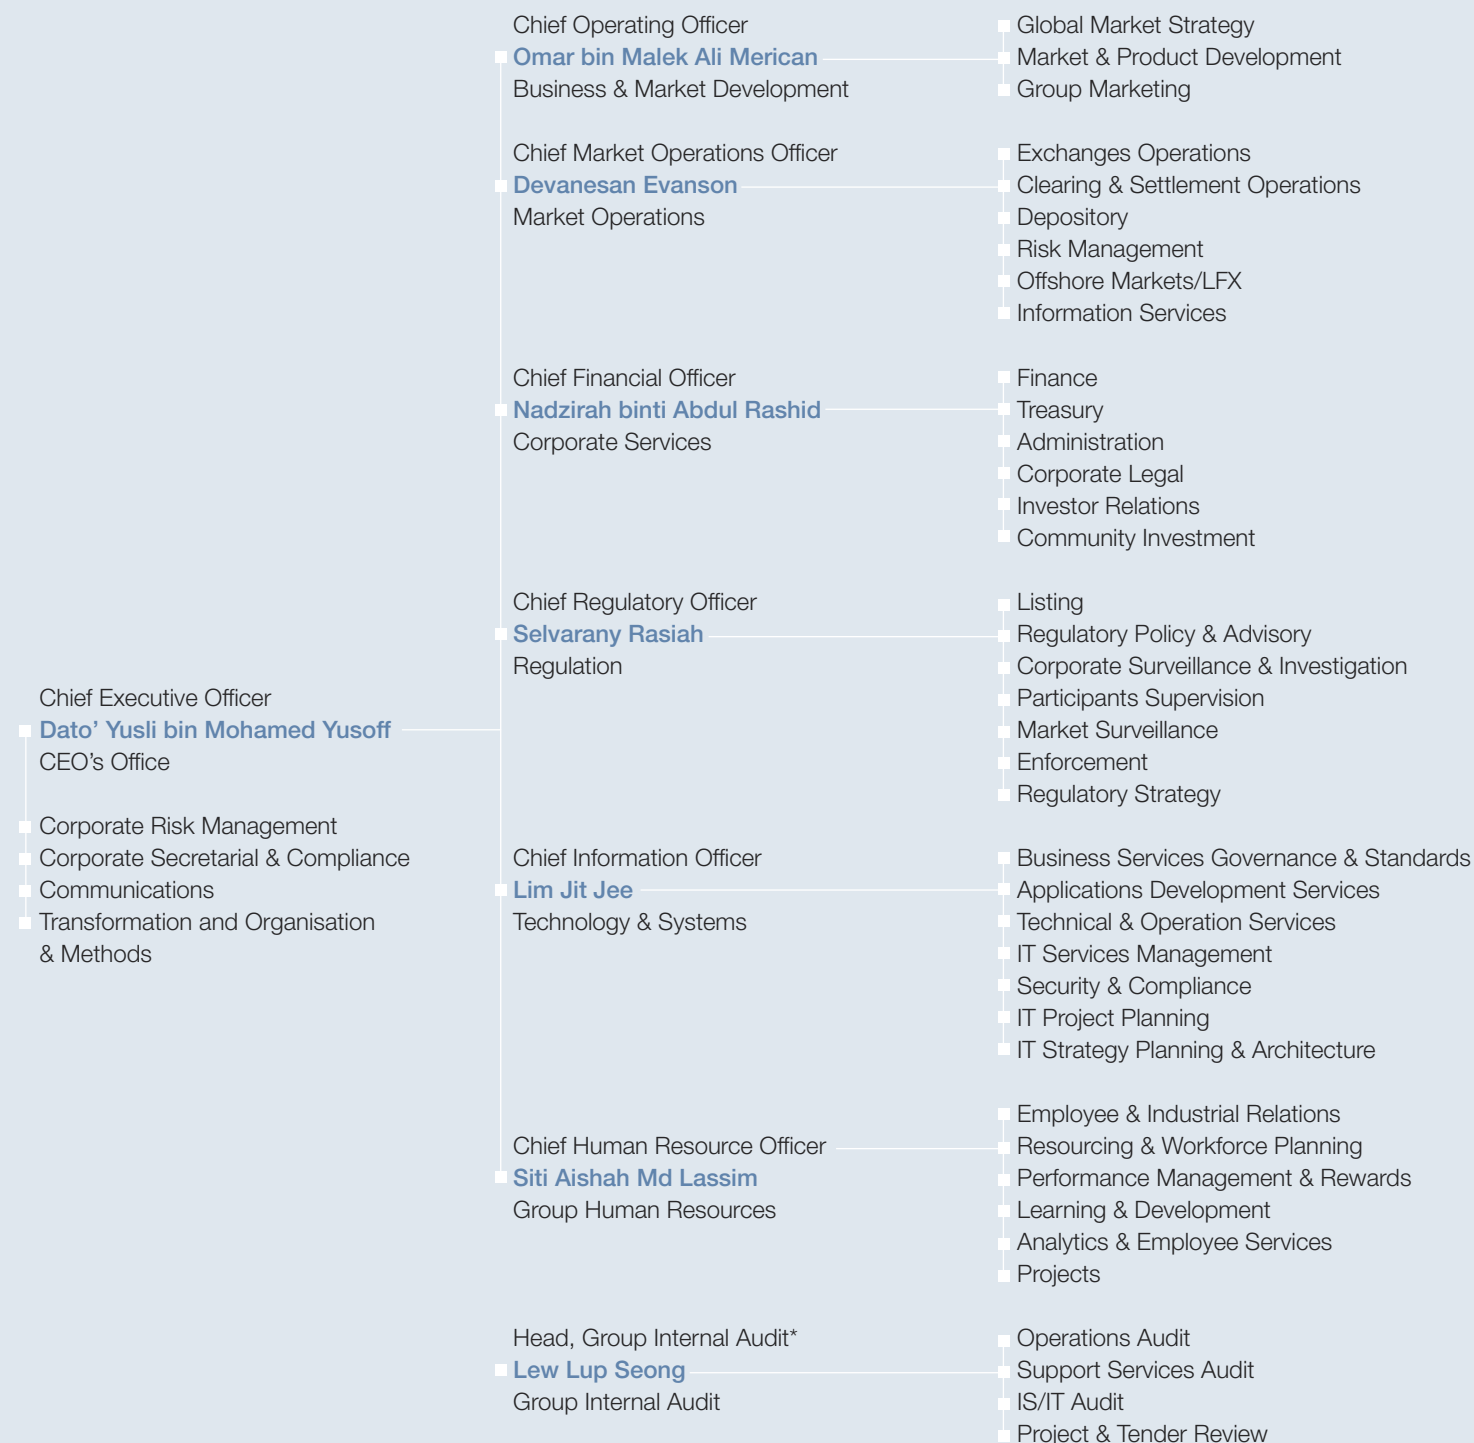 Chief Operating Officer
Omar bin Malek Ali Merican
Business & Market Development
Global Market Strategy
Market & Product Development
Group Marketing
Chief Market Operations Officer
Devanesan Evanson
Market Operations
Exchanges Operations
Clearing & Settlement Operations
Depository
Risk Management
Offshore Markets/LFX
Information Services
Chief Financial Officer
Nadzirah binti Abdul Rashid
Corporate Services
Finance
Treasury
Administration
Corporate Legal
Investor Relations
Community Investment
Chief Regulatory Officer
Selvarany Rasiah
Regulation
Listing
Regulatory Policy & Advisory
Corporate Surveillance & Investigation
Participants Supervision
Market Surveillance
Enforcement
Regulatory Strategy
Chief Executive Officer
Dato’ Yusli bin Mohamed Yusoff
CEO’s Office
Corporate Risk Management
Corporate Secretarial & Compliance
Communications
Transformation and Organisation
& Methods
Chief Information Officer
Lim Jit Jee
Technology & Systems
Business Services Governance & Standards
Applications Development Services
Technical & Operation Services
IT Services Management
Security & Compliance
IT Project Planning
IT Strategy Planning & Architecture
Chief Human Resource Officer
Siti Aishah Md Lassim
Group Human Resources
Employee & Industrial Relations
Resourcing & Workforce Planning
Performance Management & Rewards
Learning & Development
Analytics & Employee Services
Projects
Head, Group Internal Audit*
Lew Lup Seong
Group Internal Audit
Operations Audit
Support Services Audit
IS/IT Audit
Project & Tender Review